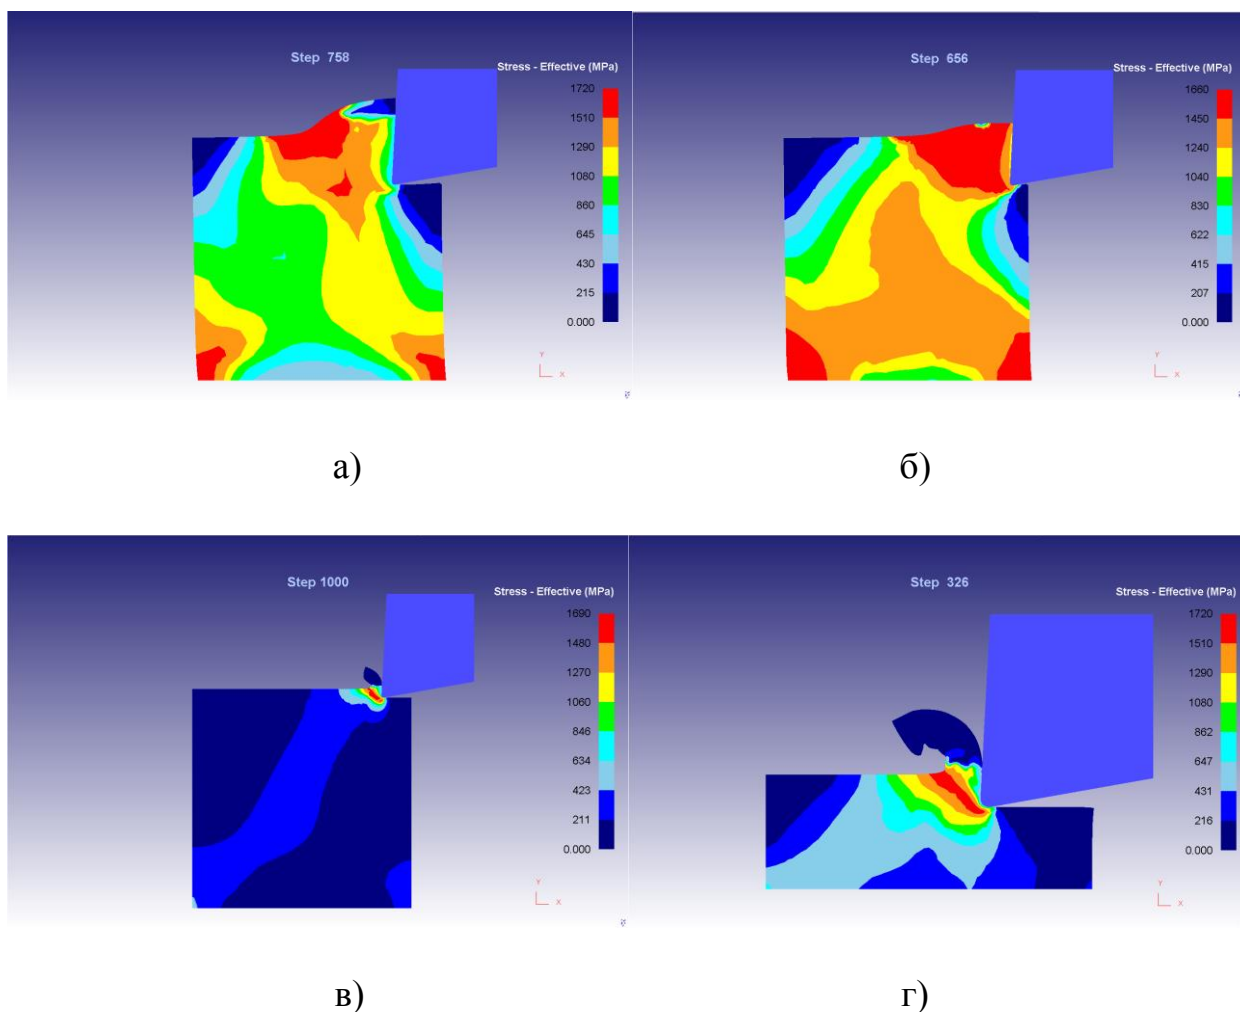 Step 758
Stress - Effective (MPa)
1720
1510
1290
1080
860
645
430
215
0.000
Y
X
а)
Step 656
Stress - Effective (MPa)
1660
1450
1240
1040
830
622
415
207
0.000
Y
X
б)
Step 1000
Stress - Effective (MPa)
1690
1480
1270
1060
846
634
423
211
0.000
Y
X
в)
Step 326
Stress - Effective (MPa)
1720
1510
1290
1080
862
647
431
216
0.000
Y
X
г)